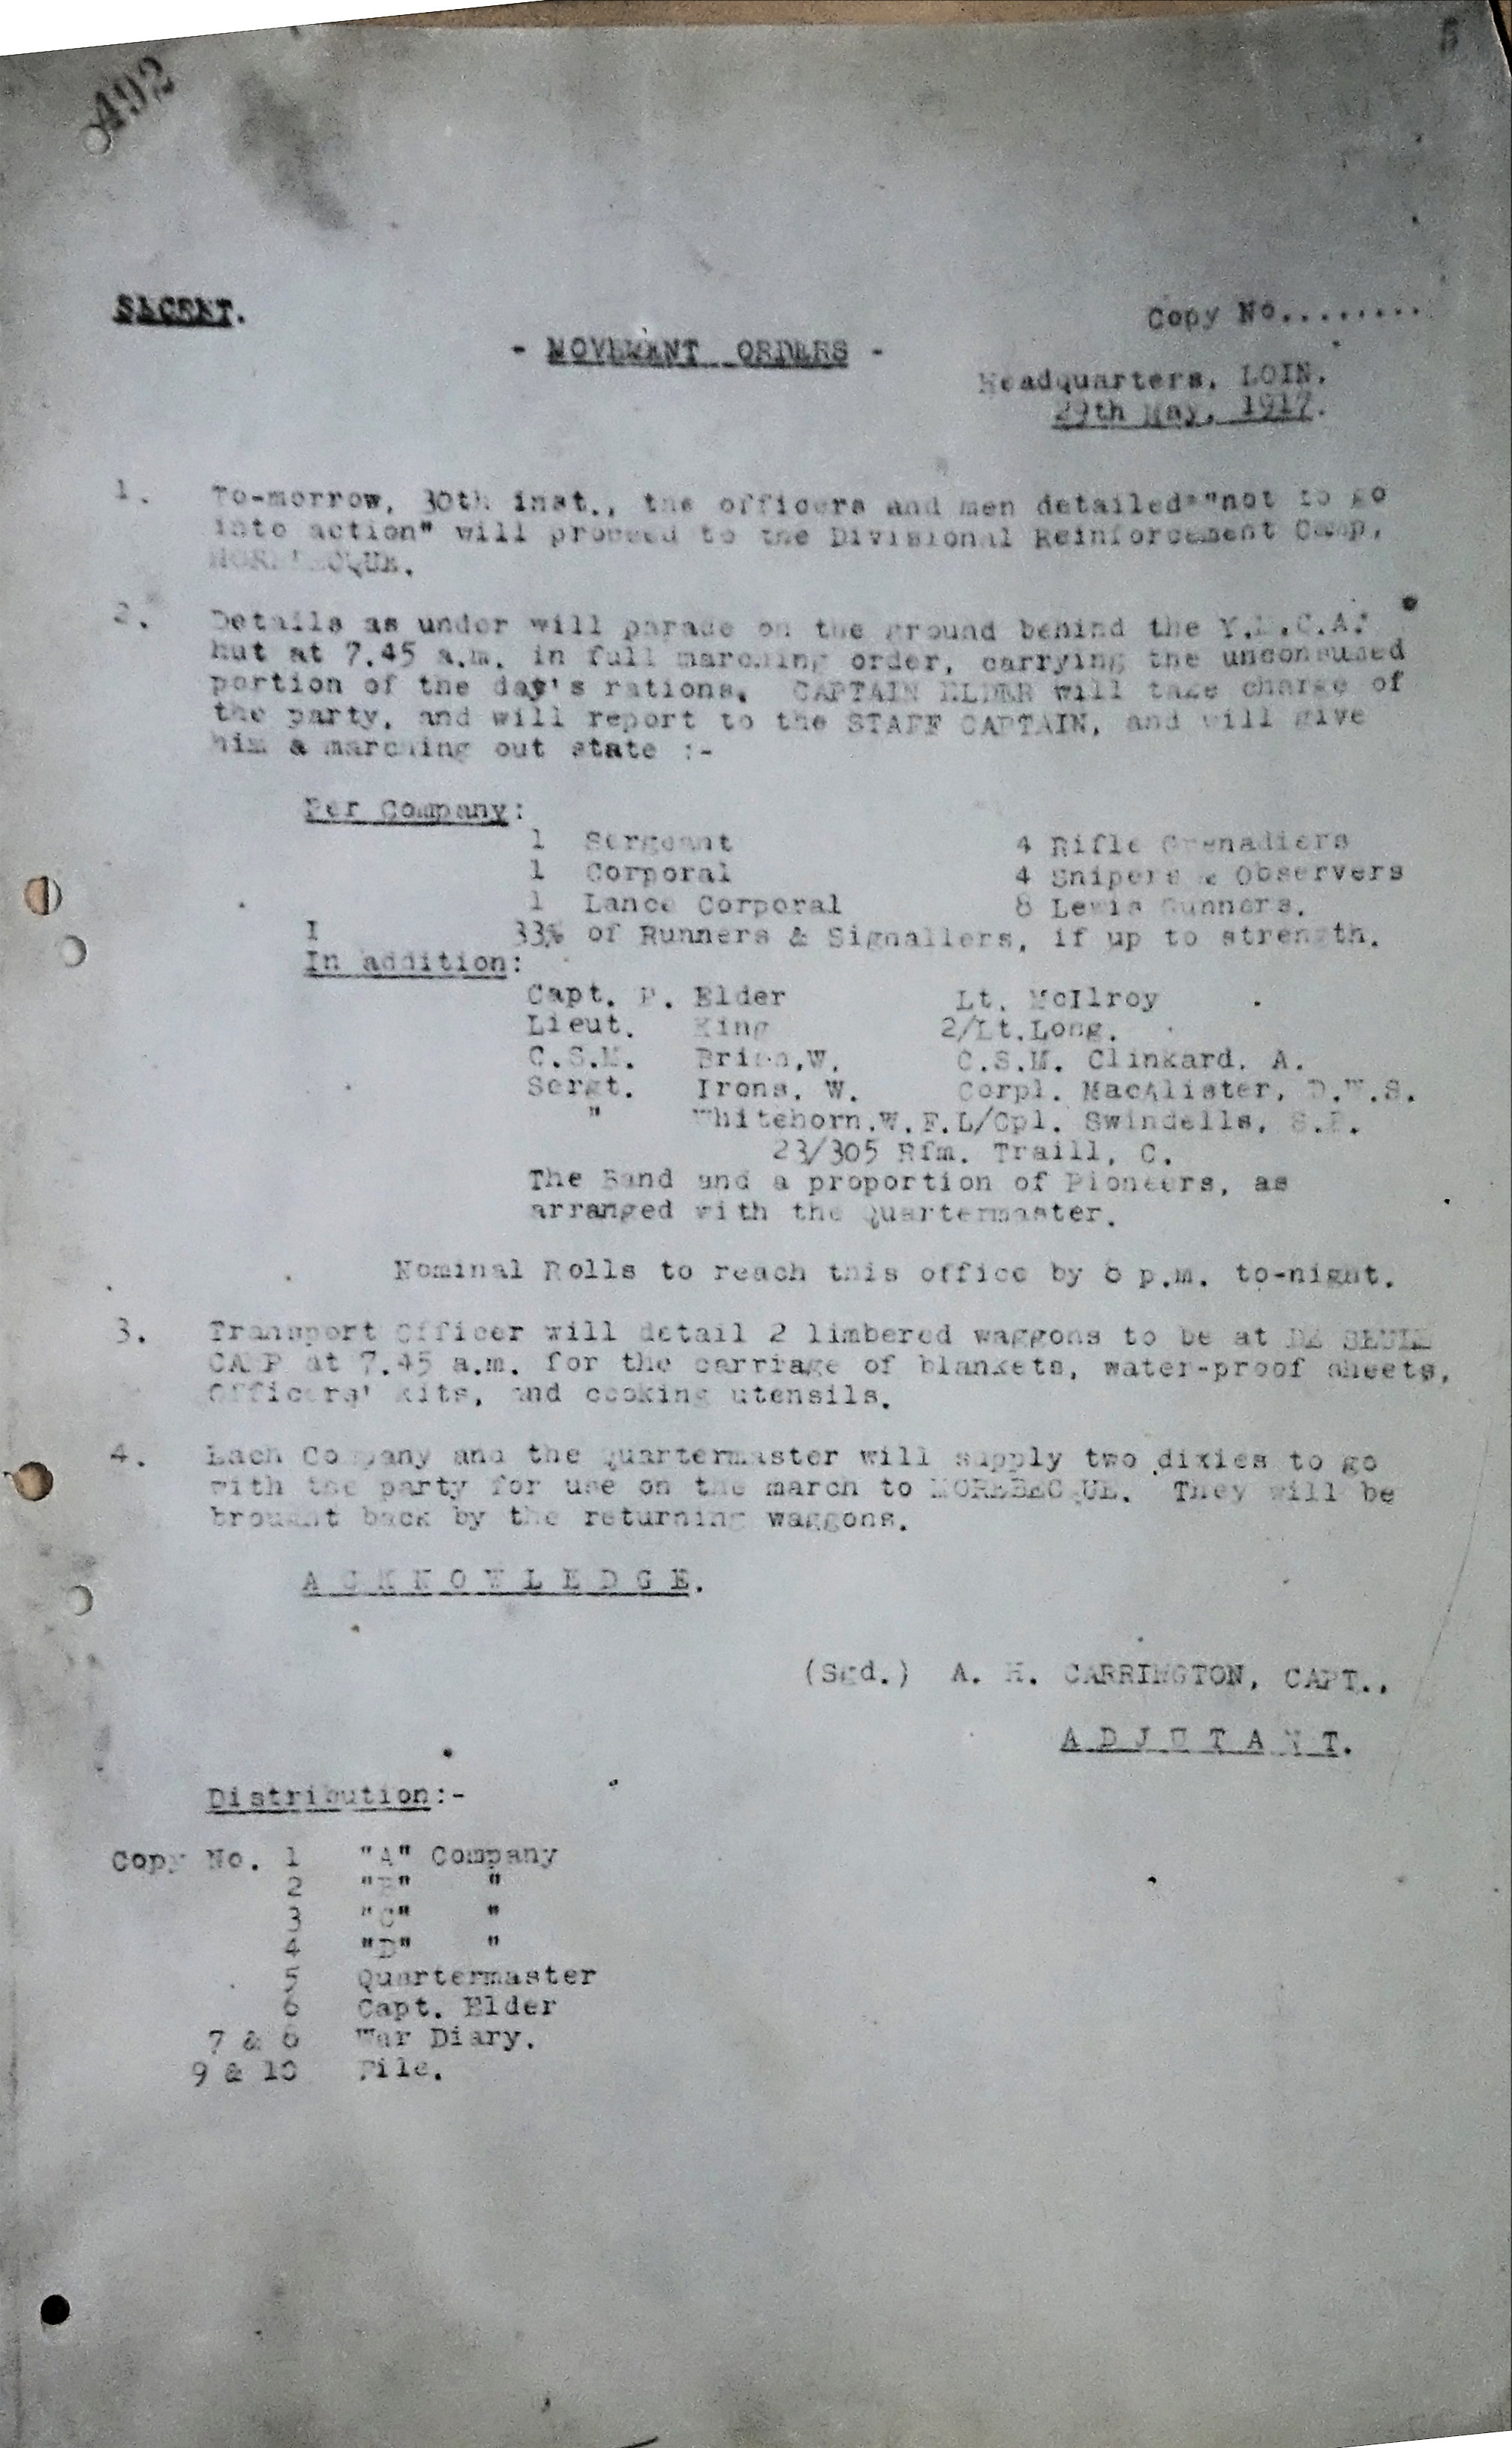 A92
5
SECRET.
Copy No........
- MOVEMENT ORDERS -
Headquarters, LOIN.
29th May, 1917.
1. To-morrow, 30th inst., the officers and men detailed "not to go
into action" will proceed to the Divisional Reinforcement Camp,
MOREBECQUE.
2. Details as under will parade on the ground behind the Y.M.C.A.
hut at 7.45 a.m. in full marching order, carrying the unconsumed
portion of the day's rations. CAPTAIN ELDER will take charge of
the party, and will report to the STAFF CAPTAIN, and will give
him a marching out state :-
Per Company:
1 Sergeant 4 Rifle Grenadiers
1 Corporal 4 Snipers & Observers
1 Lance Corporal 8 Lewis Gunners.
I 33% of Runners & Signallers, if up to strength.
In addition:
Capt. P. Elder Lt. McIlroy
Lieut. King 2/Lt.Long.
C.S.M. W. C.S.M. Clinkard, A.
Sergt. Irons, W. Corpl. MacAlister, D.W.S.
" Whitehorn.W.F. L/Cpl. Swindells,
23/305 Rfm. Traill, C.
The Band and a proportion of Pioneers, as
arranged with the Quartermaster.
Nominal Rolls to reach this office by 8 p.m. to-night.
3. Transport Officer will detail 2 limbered waggons to be at DE SEULE
CAMP at 7.45 a.m. for the carriage of blankets, water-proof sheets,
Officers' kits, and cooking utensils.
4. Each Company and the Quartermaster will supply two dixies to go
with the party for use on the march to MOREBECQUE. They will be
brought back by the returning waggons.
A C K N O W L E D G E.
(Sgd.) A. H. CARRINGTON, CAPT.,
A D J U T A N T.
Distribution:-
Copy No. 1 "A" Company
2 "B" "
3 "C" "
4 "D" "
5 Quartermaster
6 Capt. Elder
7 & 8 War Diary.
9 & 10 File.